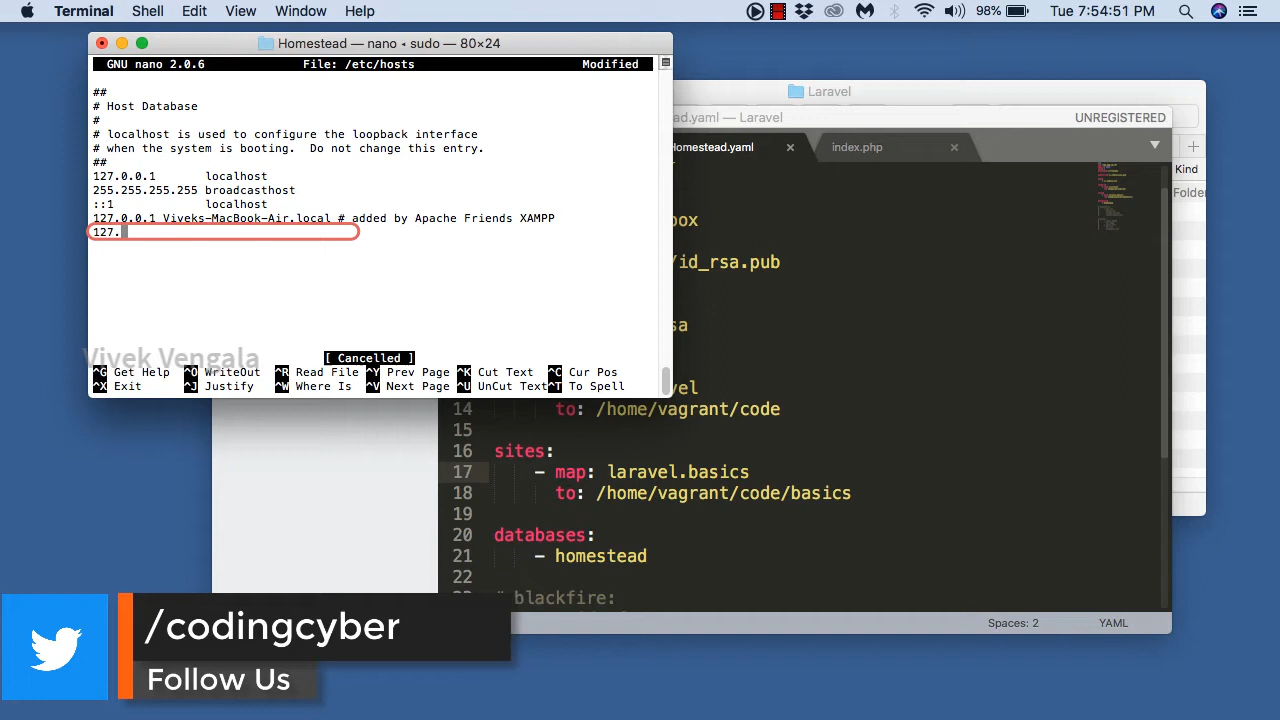 Terminal Shell Edit View Window Help
98% Tue 7:54:51 PM
Homestead — nano ◂ sudo — 80×24
GNU nano 2.0.6 File: /etc/hosts Modified
##
# Host Database
#
# localhost is used to configure the loopback interface
# when the system is booting. Do not change this entry.
##
127.0.0.1 localhost
255.255.255.255 broadcasthost
::1 localhost
127.0.0.1 Viveks-MacBook-Air.local # added by Apache Friends XAMPP
127.
[ Cancelled ]
^G Get Help ^O WriteOut ^R Read File ^Y Prev Page ^K Cut Text ^C Cur Pos
^X Exit ^J Justify ^W Where Is ^V Next Page ^U UnCut Text ^T To Spell
Vivek Vengala
Laravel
ad.yaml — Laravel UNREGISTERED
Homestead.yaml index.php
Kind
Folder
box
/id_rsa.pub
sa
vel
14 to: /home/vagrant/code
15
16 sites:
17 - map: laravel.basics
18 to: /home/vagrant/code/basics
19
20 databases:
21 - homestead
22
# blackfire:
Spaces: 2 YAML
/codingcyber
Follow Us